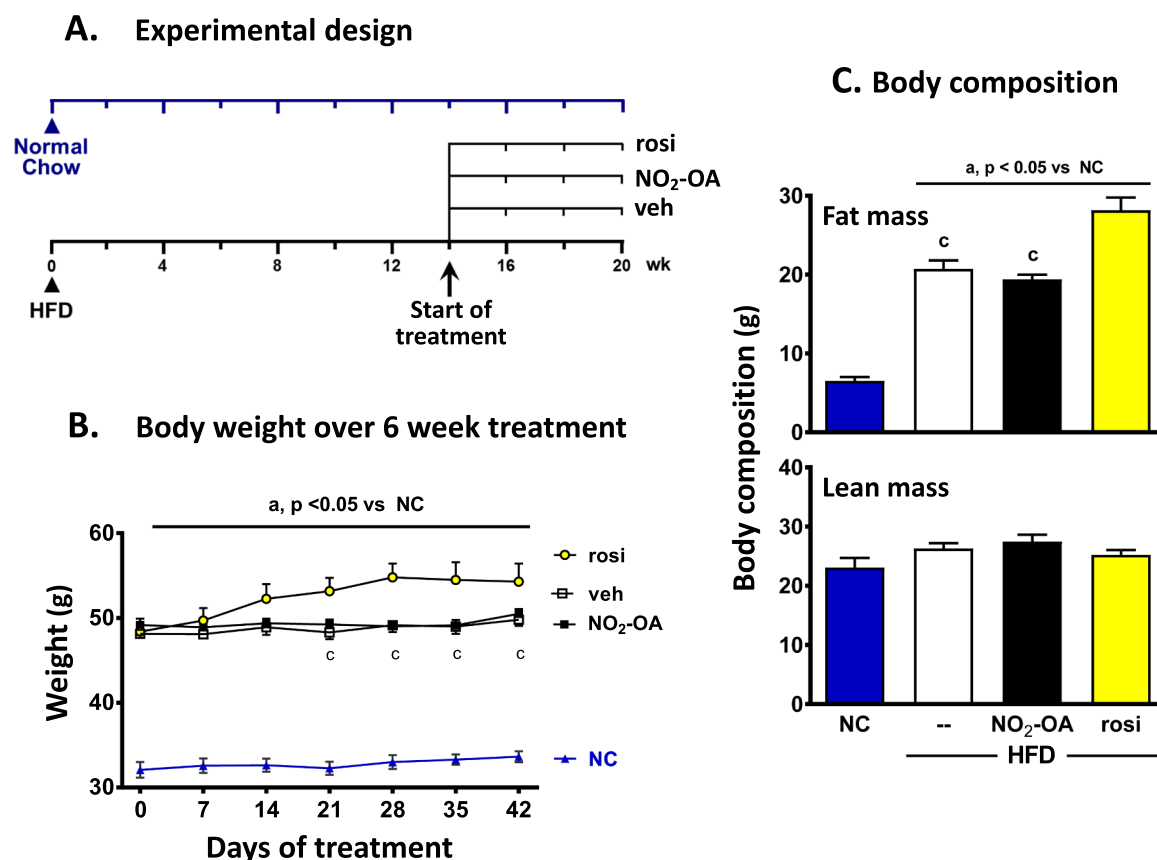 A. Experimental design
Normal
Chow
rosi
NO₂-OA
veh
0 4 8 12 16 20 wk
HFD
Start of
treatment
B. Body weight over 6 week treatment
a, p <0.05 vs NC
Weight (g)
60
50
40
30
c c c c
rosi
veh
NO₂-OA
NC
0 7 14 21 28 35 42
Days of treatment
C. Body composition
a, p < 0.05 vs NC
Body composition (g)
30
20
10
0
Fat mass
c c
40
30
20
10
0
Lean mass
NC -- NO₂-OA rosi
HFD